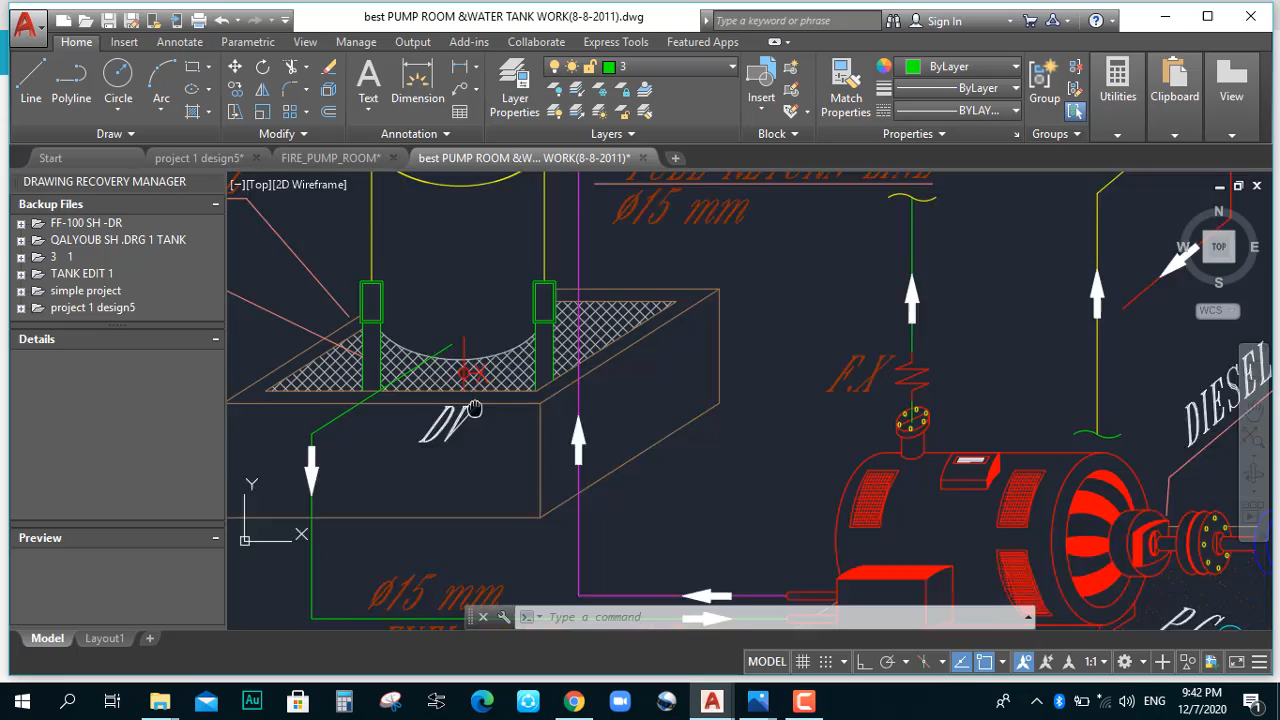 best PUMP ROOM &WATER TANK WORK(8-8-2011).dwg
Type a keyword or phrase
Sign In
Home Insert Annotate Parametric View Manage Output Add-ins Collaborate Express Tools Featured Apps
Line Polyline Circle Arc
Text Dimension
Layer Properties
3
Insert
Match Properties
ByLayer
ByLayer
BYLAY...
Group
Utilities
Clipboard
View
Draw Modify Annotation Layers Block Properties Groups
Start project 1 design5* FIRE_PUMP_ROOM* best PUMP ROOM &W... WORK(8-8-2011)*
DRAWING RECOVERY MANAGER
Backup Files
FF-100 SH -DR
QALYOUB SH .DRG 1 TANK
3 1
TANK EDIT 1
simple project
project 1 design5
Details
Preview
[−][Top][2D Wireframe]
FUEL RETURN LINE
Ø15 mm
N
W TOP E
S
WCS
F.X
DIESEL
DV
Y
X
Ø15 mm
Type a command
Model Layout1
MODEL
1:1
Au
A
ENG
9:42 PM
12/7/2020
1